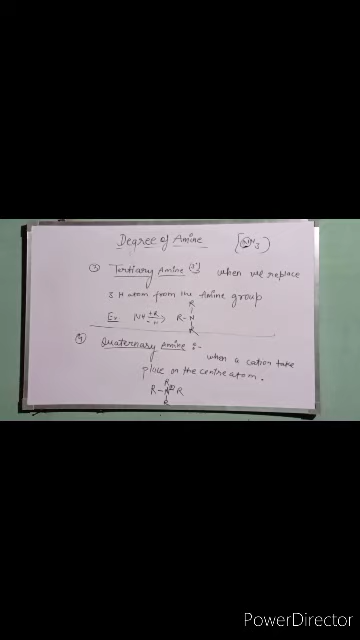 Degree of Amine
③ Tertiary Amine (3°) when we replace
3 H atom from the Amine group
R
Ex NH +R R-N
R
④ Quaternary Amine :- when a cation take
place on the centre atom.
R
R-N⊕R
R
PowerDirector